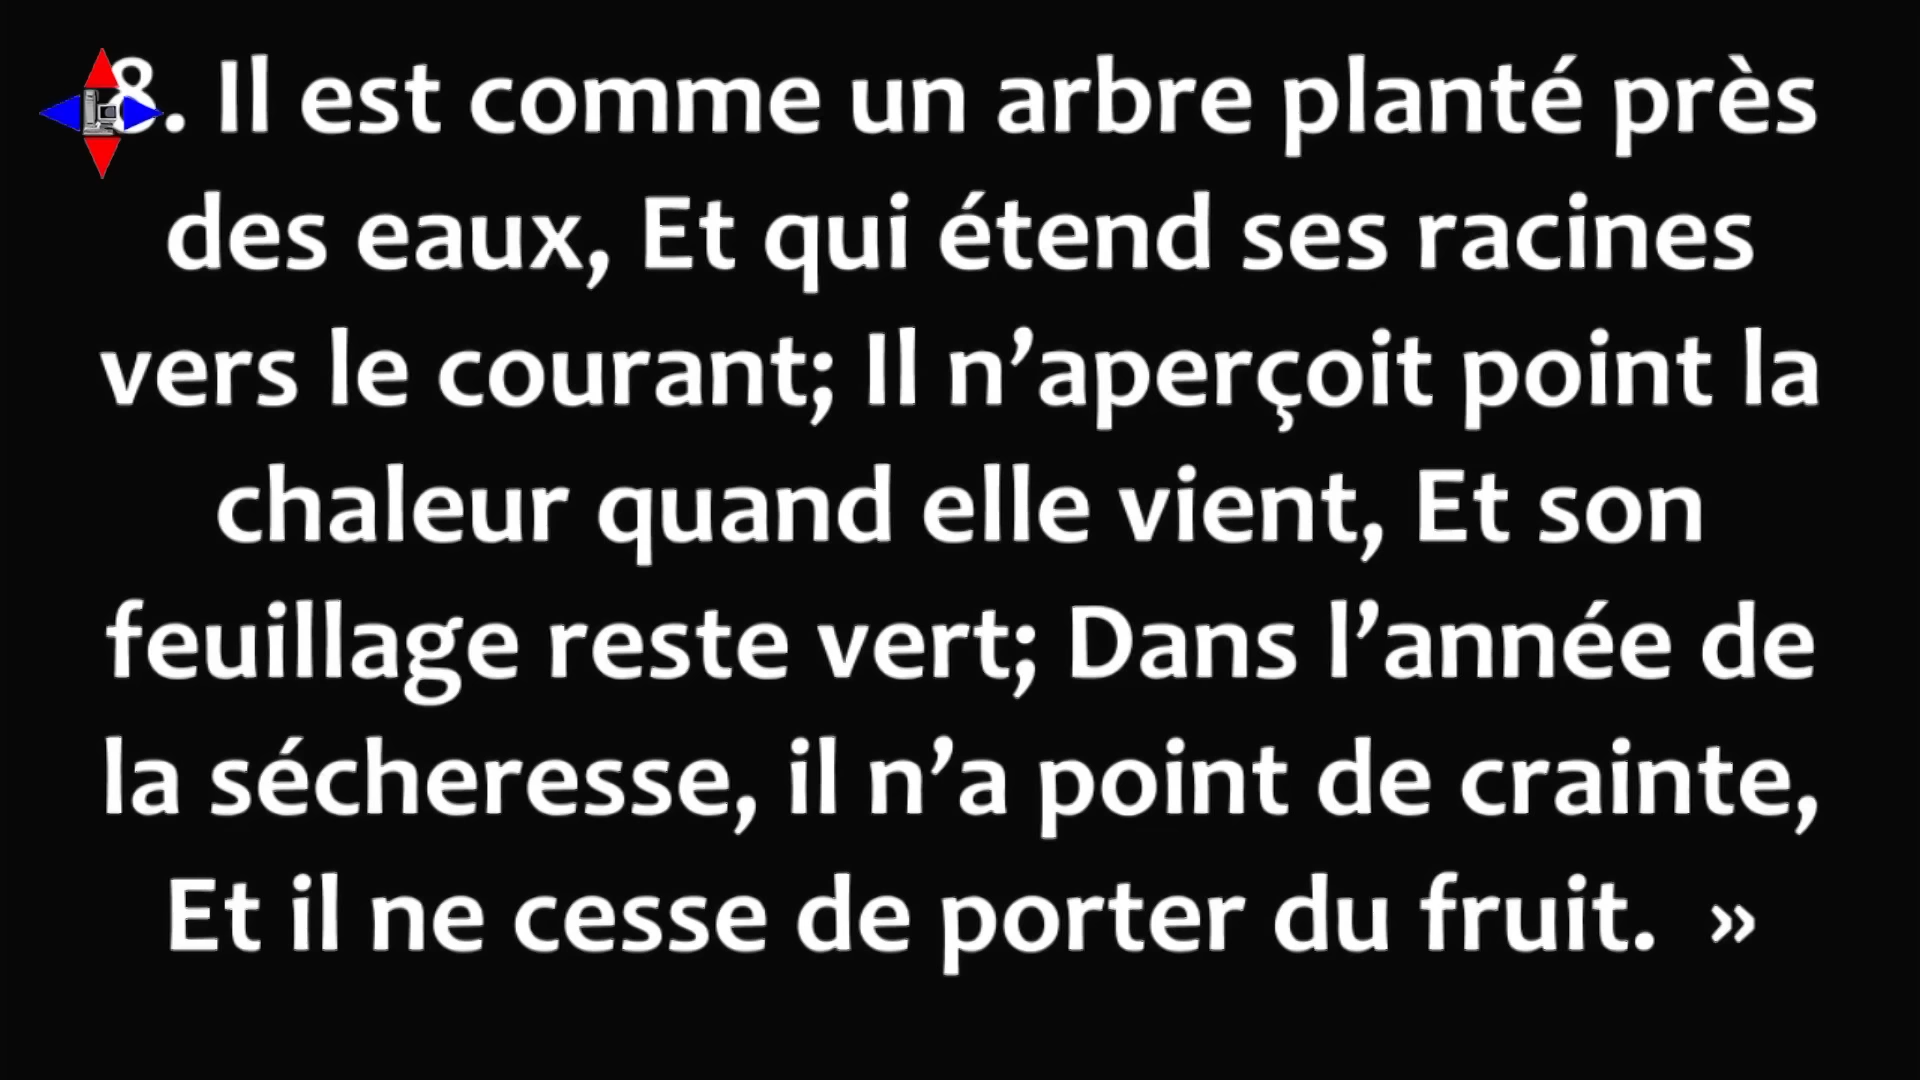 8. Il est comme un arbre planté près
des eaux, Et qui étend ses racines
vers le courant; Il n’aperçoit point la
chaleur quand elle vient, Et son
feuillage reste vert; Dans l’année de
la sécheresse, il n’a point de crainte,
Et il ne cesse de porter du fruit.  »